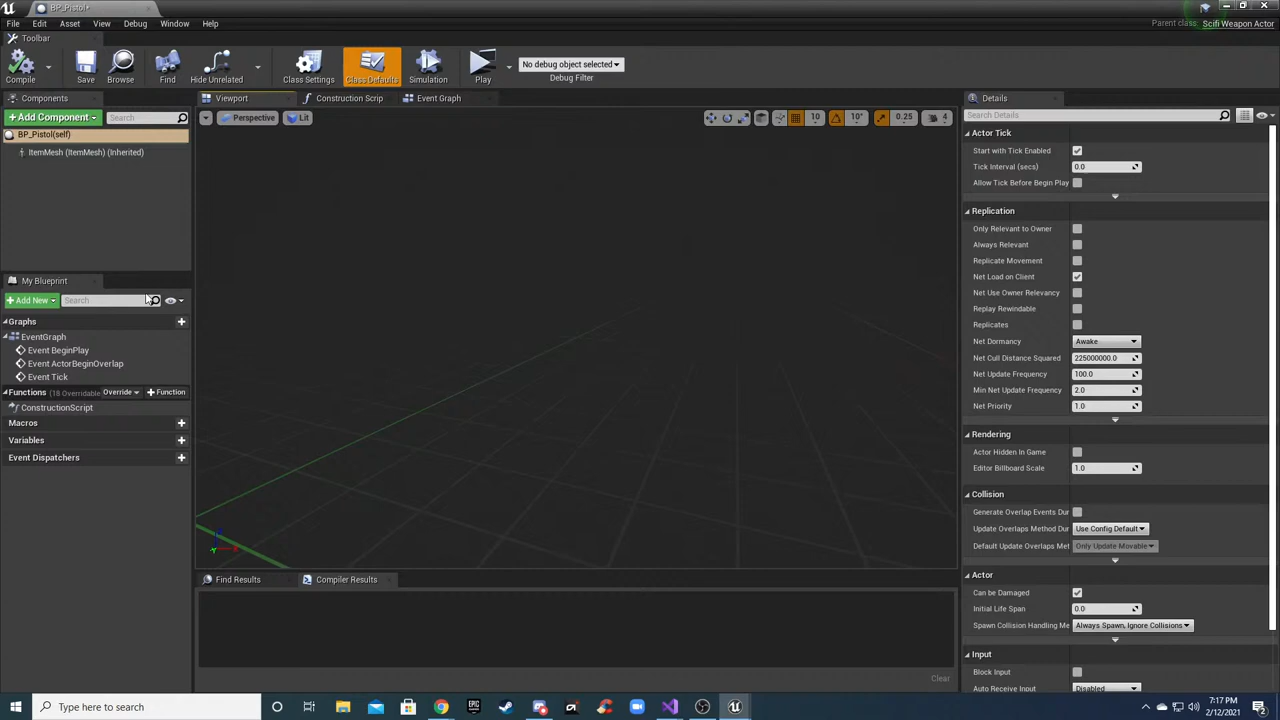 BP_Pistol*
File Edit Asset View Debug Window Help
Parent class: Scifi Weapon Actor
Toolbar
Compile Save Browse Find Hide Unrelated Class Settings Class Defaults Simulation Play No debug object selected
Debug Filter
Components
+ Add Component Search
BP_Pistol(self)
ItemMesh (ItemMesh) (Inherited)
My Blueprint
+ Add New Search
Graphs
EventGraph
Event BeginPlay
Event ActorBeginOverlap
Event Tick
Functions (18 Overridable Override + Function
ConstructionScript
Macros
Variables
Event Dispatchers
Viewport Construction Scrip Event Graph
Perspective Lit 10 10° 0.25 4
Find Results Compiler Results
Clear
Details
Search Details
Actor Tick
Start with Tick Enabled
Tick Interval (secs) 0.0
Allow Tick Before Begin Play
Replication
Only Relevant to Owner
Always Relevant
Replicate Movement
Net Load on Client
Net Use Owner Relevancy
Replay Rewindable
Replicates
Net Dormancy Awake
Net Cull Distance Squared 225000000.0
Net Update Frequency 100.0
Min Net Update Frequency 2.0
Net Priority 1.0
Rendering
Actor Hidden In Game
Editor Billboard Scale 1.0
Collision
Generate Overlap Events Dur
Update Overlaps Method Dur Use Config Default
Default Update Overlaps Met Only Update Movable
Actor
Can be Damaged
Initial Life Span 0.0
Spawn Collision Handling Me Always Spawn, Ignore Collisions
Input
Block Input
Auto Receive Input Disabled
Type here to search
7:17 PM
2/12/2021